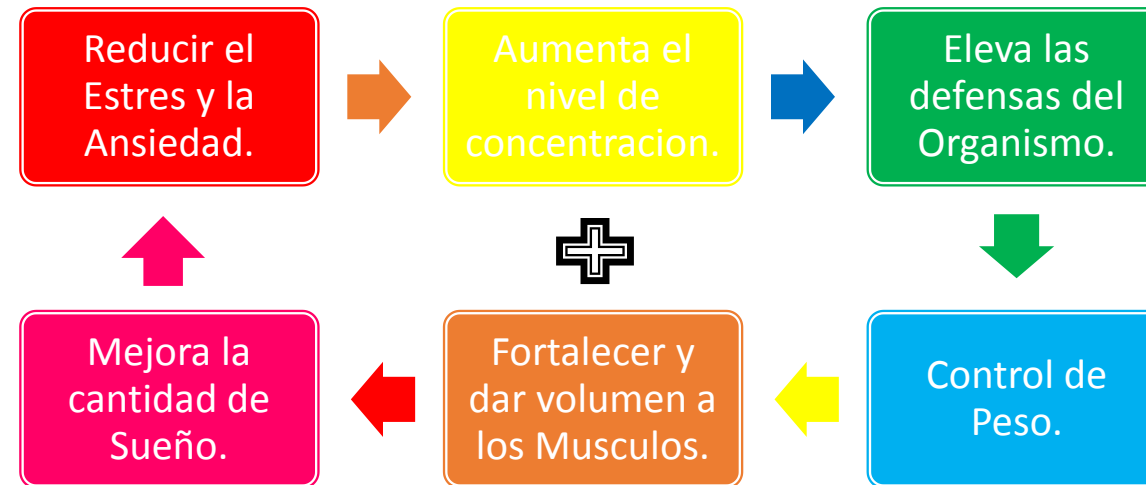 Reducir el
Estres y la
Ansiedad.
Aumenta el
nivel de
concentracion.
Eleva las
defensas del
Organismo.
Mejora la
cantidad de
Sueño.
Fortalecer y
dar volumen a
los Musculos.
Control de
Peso.